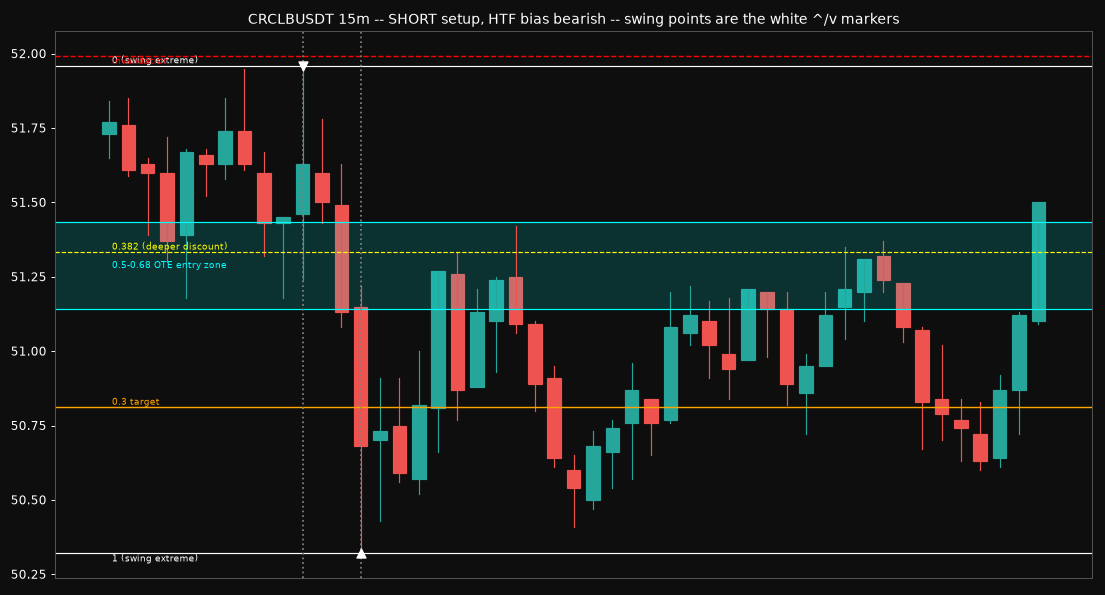 CRCLBUSDT 15m -- SHORT setup, HTF bias bearish -- swing points are the white ^/v markers
52.00
0 (swing extreme)
51.75
51.50
0.382 (deeper discount)
0.5-0.68 OTE entry zone
51.25
51.00
0.3 target
50.75
50.50
1 (swing extreme)
50.25